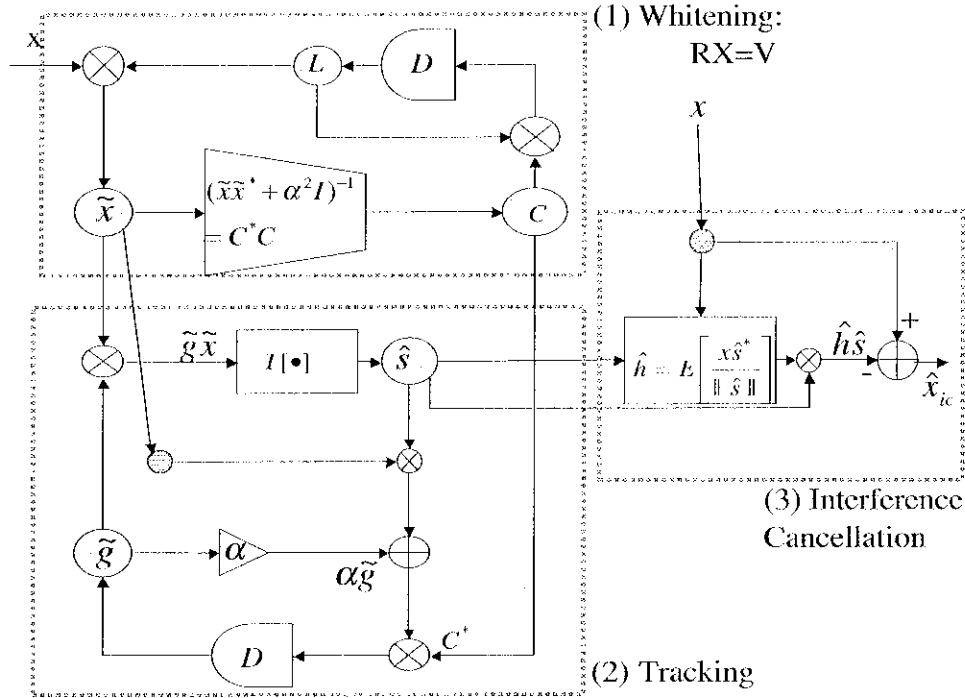 (1) Whitening:
RX=V
x
L
D
x
x̃
(x̃x̃* + α²I)⁻¹
= C*C
C
g̃x̃
I[•]
ŝ
ĥ = E[xŝ* / ‖ŝ‖]
ĥŝ
+
-
x̂ic
(3) Interference
Cancellation
g̃
α
αg̃
D
C*
(2) Tracking